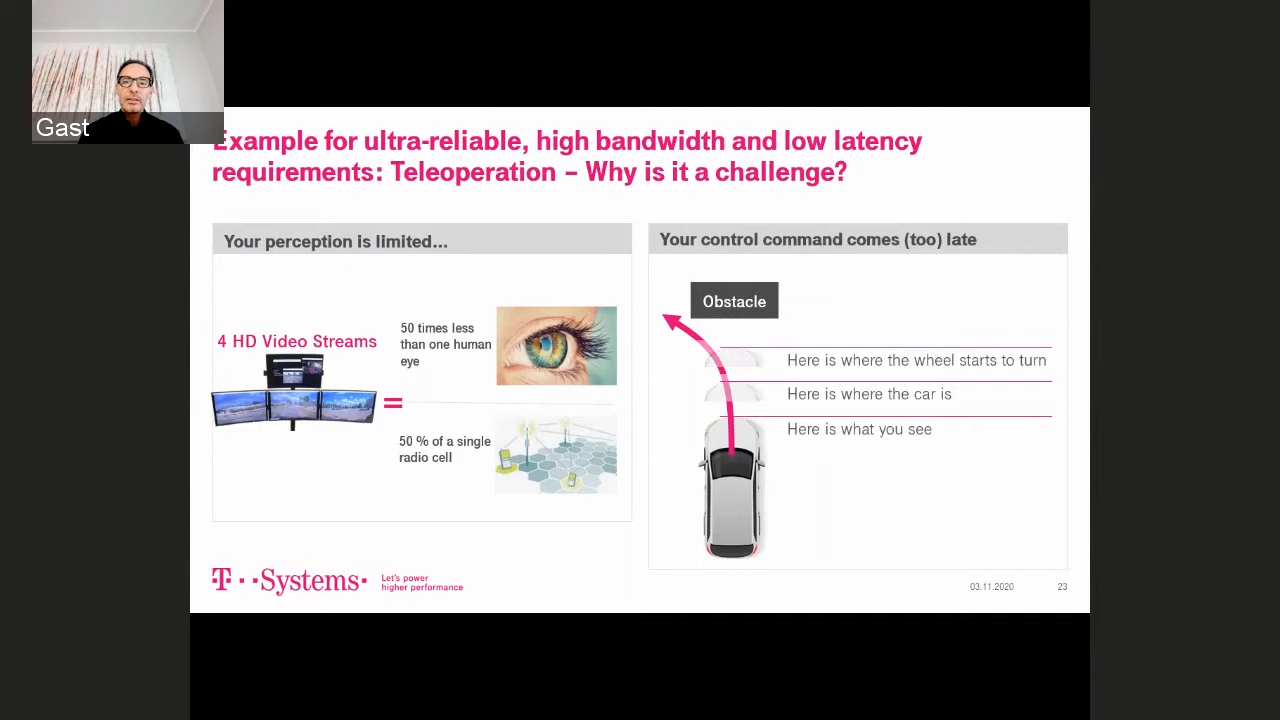 Gast
Example for ultra-reliable, high bandwidth and low latency
requirements: Teleoperation – Why is it a challenge?
Your perception is limited...
4 HD Video Streams
50 times less
than one human
eye
=
50 % of a single
radio cell
Your control command comes (too) late
Obstacle
Here is where the wheel starts to turn
Here is where the car is
Here is what you see
T··Systems·
Let's power
higher performance
03.11.2020
23